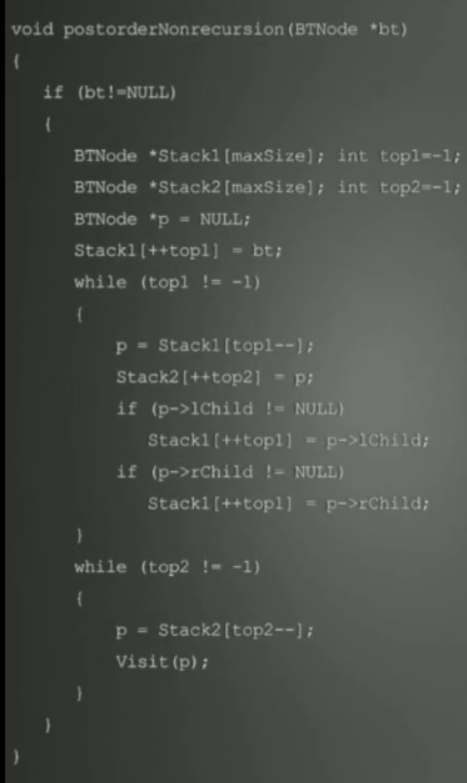 void postorderNonrecursion(BTNode *bt)
{
if (bt!=NULL)
{
BTNode *Stack1[maxSize]; int top1=-1;
BTNode *Stack2[maxSize]; int top2=-1;
BTNode *p = NULL;
Stack1[++top1] = bt;
while (top1 != -1)
{
p = Stack1[top1--];
Stack2[++top2] = p;
if (p->lChild != NULL)
Stack1[++top1] = p->lChild;
if (p->rChild != NULL)
Stack1[++top1] = p->rChild;
}
while (top2 != -1)
{
p = Stack2[top2--];
Visit(p);
}
}
}